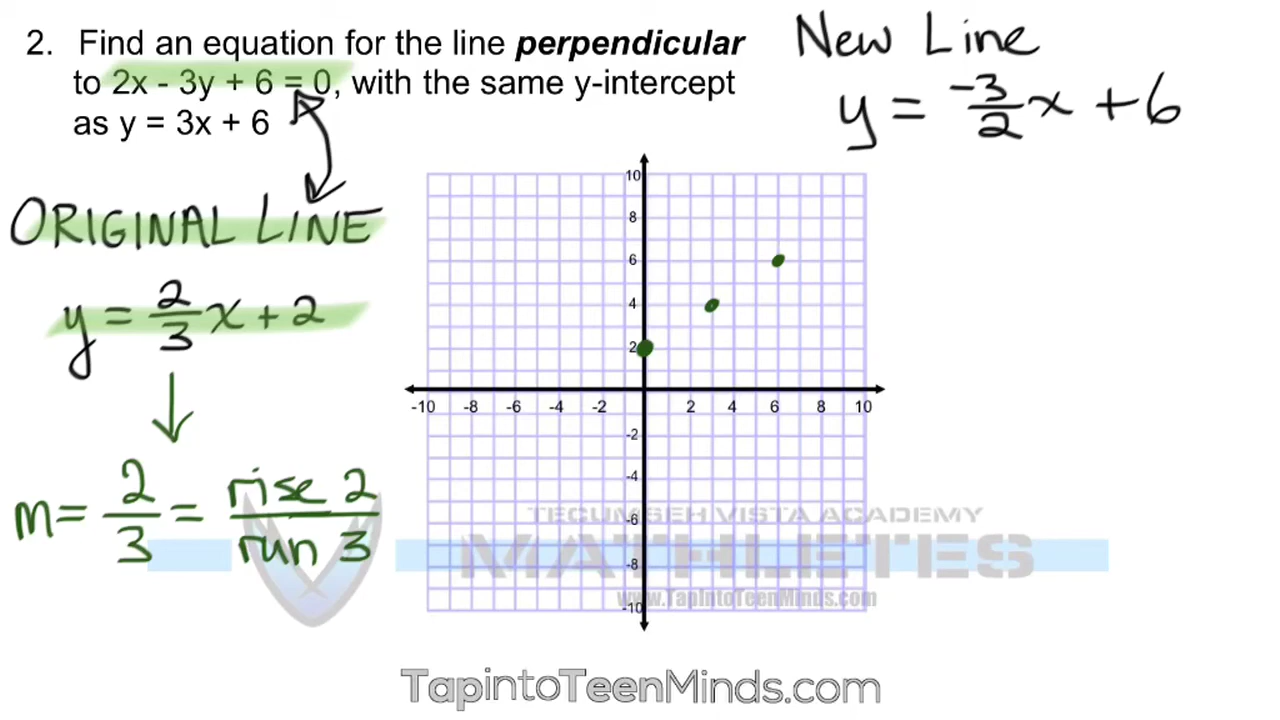 2. Find an equation for the line perpendicular
to 2x - 3y + 6 = 0, with the same y-intercept
as y = 3x + 6
New Line
y = -3/2 x + 6
ORIGINAL LINE
y = 2/3 x + 2
m = 2/3 = rise 2/run 3
10
8
6
4
2
-10 -8 -6 -4 -2 2 4 6 8 10
-2
-4
-6
-8
-10
TECUMSEH VISTA ACADEMY
MATHLETES
www.TapIntoTeenMinds.com
TapintoTeenMinds.com